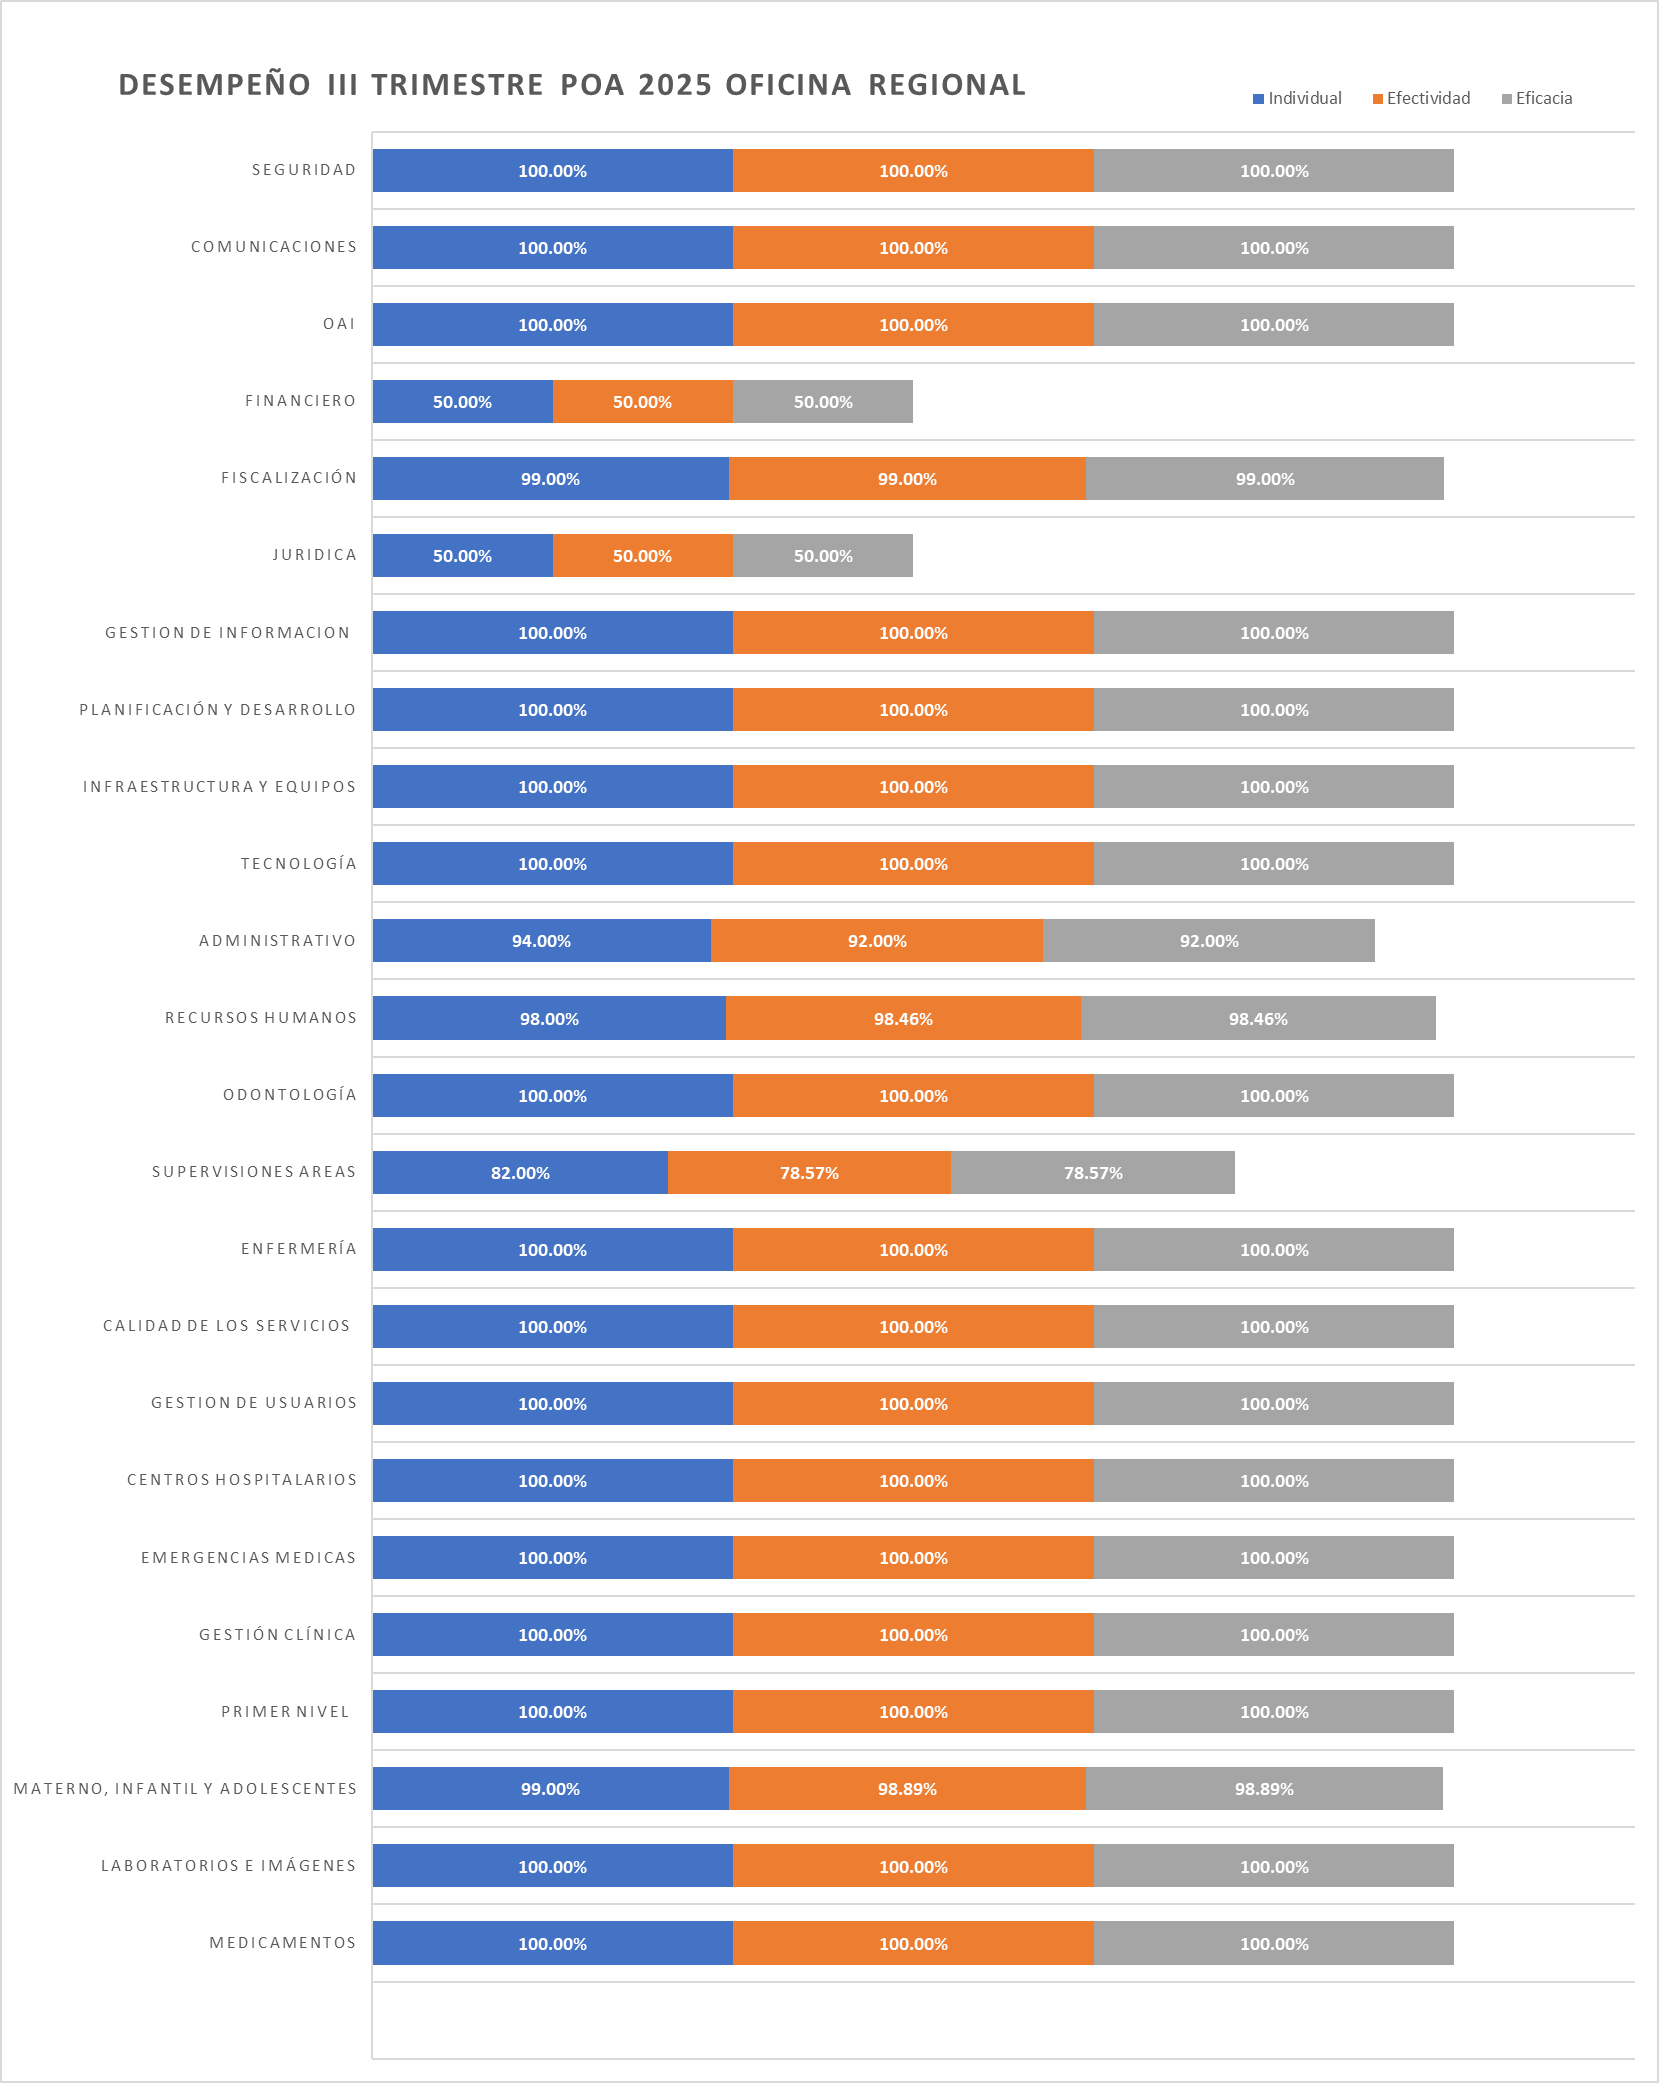 DESEMPEÑO III TRIMESTRE POA 2025 OFICINA REGIONAL
Individual Efectividad Eficacia
SEGURIDAD 100.00% 100.00% 100.00%
COMUNICACIONES 100.00% 100.00% 100.00%
OAI 100.00% 100.00% 100.00%
FINANCIERO 50.00% 50.00% 50.00%
FISCALIZACIÓN 99.00% 99.00% 99.00%
JURIDICA 50.00% 50.00% 50.00%
GESTION DE INFORMACION 100.00% 100.00% 100.00%
PLANIFICACIÓN Y DESARROLLO 100.00% 100.00% 100.00%
INFRAESTRUCTURA Y EQUIPOS 100.00% 100.00% 100.00%
TECNOLOGÍA 100.00% 100.00% 100.00%
ADMINISTRATIVO 94.00% 92.00% 92.00%
RECURSOS HUMANOS 98.00% 98.46% 98.46%
ODONTOLOGÍA 100.00% 100.00% 100.00%
SUPERVISIONES AREAS 82.00% 78.57% 78.57%
ENFERMERÍA 100.00% 100.00% 100.00%
CALIDAD DE LOS SERVICIOS 100.00% 100.00% 100.00%
GESTION DE USUARIOS 100.00% 100.00% 100.00%
CENTROS HOSPITALARIOS 100.00% 100.00% 100.00%
EMERGENCIAS MEDICAS 100.00% 100.00% 100.00%
GESTIÓN CLÍNICA 100.00% 100.00% 100.00%
PRIMER NIVEL 100.00% 100.00% 100.00%
MATERNO, INFANTIL Y ADOLESCENTES 99.00% 98.89% 98.89%
LABORATORIOS E IMÁGENES 100.00% 100.00% 100.00%
MEDICAMENTOS 100.00% 100.00% 100.00%